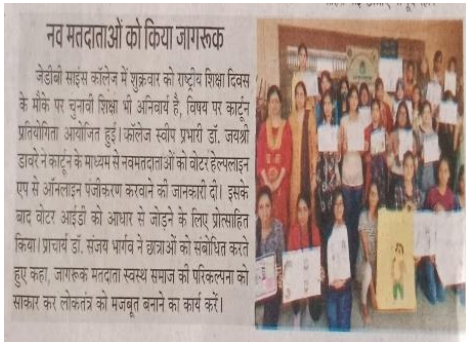 नव मतदाताओं को किया जागरूक
जेडीबी साइंस कॉलेज में शुक्रवार को राष्ट्रीय शिक्षा दिवस
के मौके पर चुनावी शिक्षा भी अनिवार्य है, विषय पर कार्टून
प्रतियोगिता आयोजित हुई। कॉलेज स्वीप प्रभारी डॉ. जयश्री
डावरे ने कार्टून के माध्यम से नवमतदाताओं को वोटर हेल्पलाइन
एप से ऑनलाइन पंजीकरण करवाने की जानकारी दी। इसके
बाद वोटर आईडी को आधार से जोड़ने के लिए प्रोत्साहित
किया। प्राचार्य डॉ. संजय भार्गव ने छात्राओं को संबोधित करते
हुए कहा, जागरूक मतदाता स्वस्थ समाज की परिकल्पना को
साकार कर लोकतंत्र को मजबूत बनाने का कार्य करें।